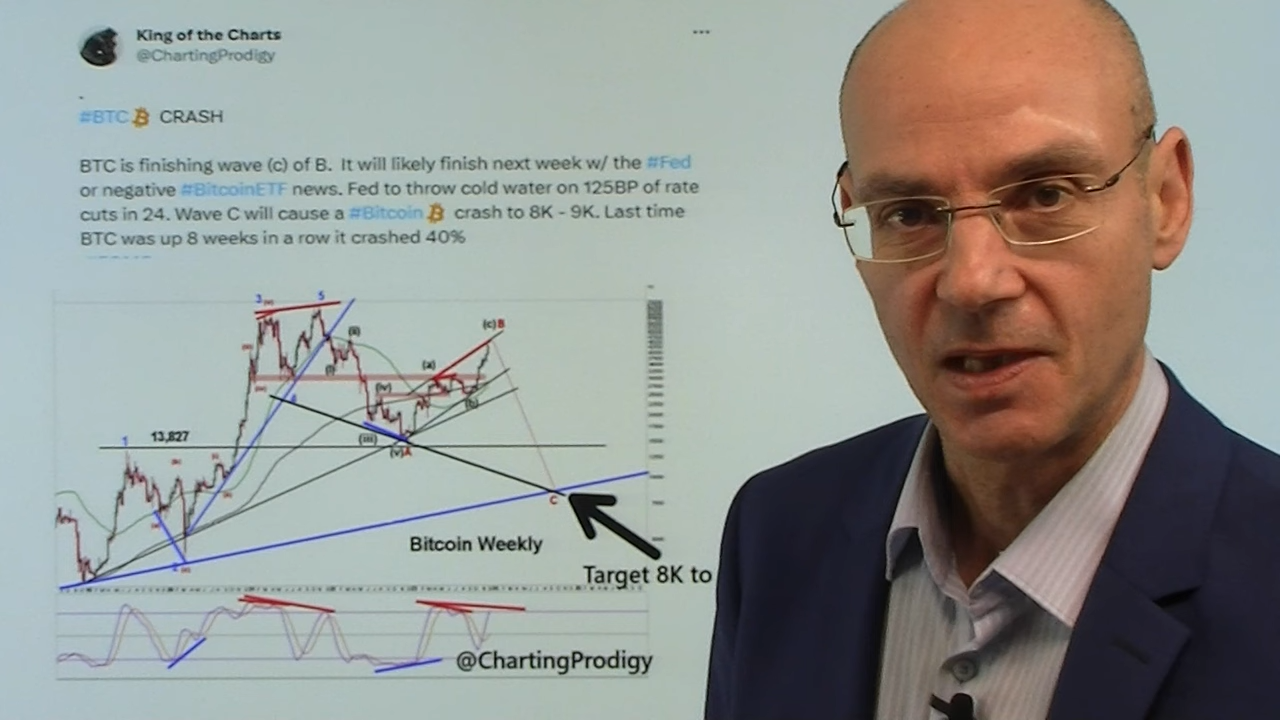 King of the Charts
@ChartingProdigy
#BTC CRASH
BTC is finishing wave (c) of B. It will likely finish next week w/ the #Fed
or negative #BitcoinETF news. Fed to throw cold water on 125BP of rate
cuts in 24. Wave C will cause a #Bitcoin crash to 8K - 9K. Last time
BTC was up 8 weeks in a row it crashed 40%
3
5
(ii)
(c) B
(i)
(a)
(iv)
(b)
13,827
1
(iii)
(v)A
C
Bitcoin Weekly
Target 8K to
@ChartingProdigy